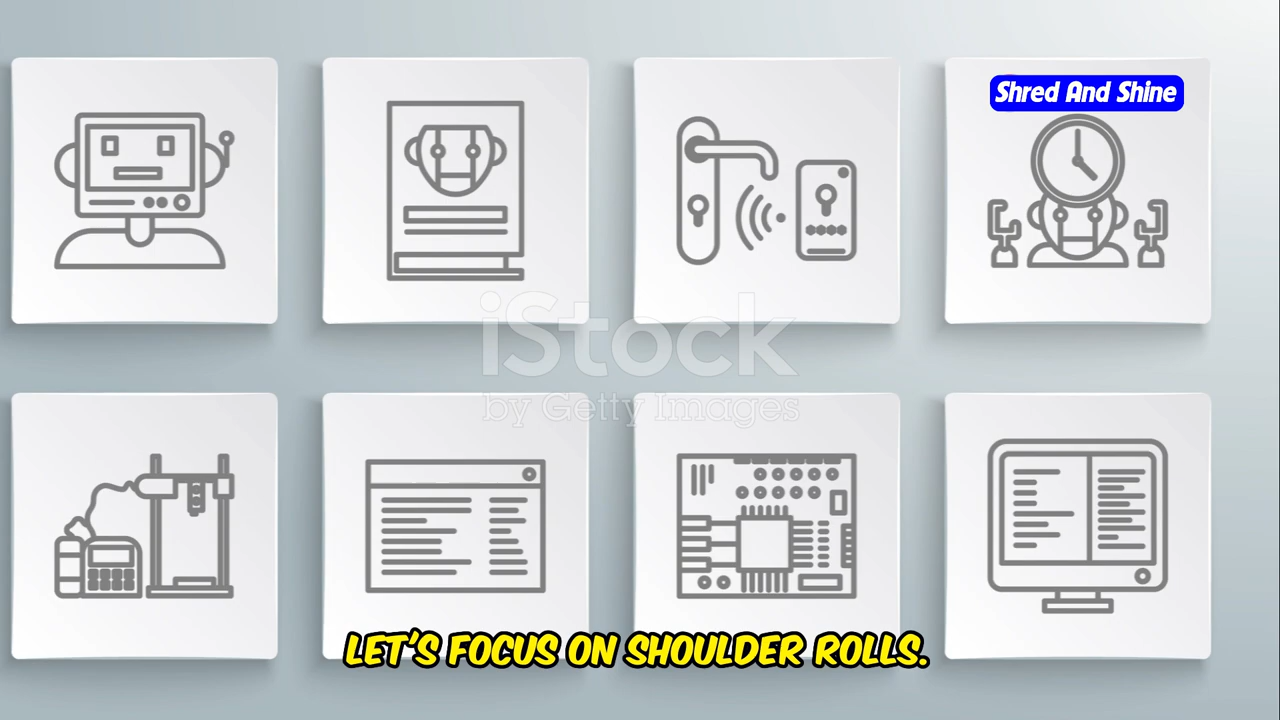 Shred And Shine
iStock
by Getty Images
LET'S FOCUS ON SHOULDER ROLLS.